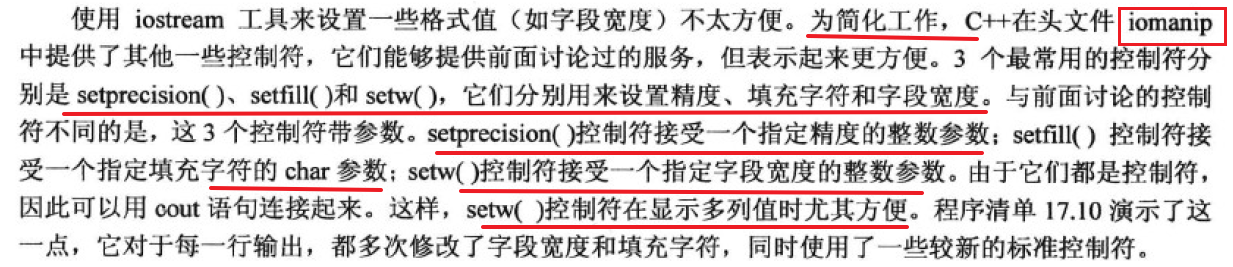 使用 iostream 工具来设置一些格式值（如字段宽度）不太方便。为简化工作，C++在头文件 iomanip
中提供了其他一些控制符，它们能够提供前面讨论过的服务，但表示起来更方便。3 个最常用的控制符分
别是 setprecision( )、setfill( )和 setw( )，它们分别用来设置精度、填充字符和字段宽度。与前面讨论的控制
符不同的是，这 3 个控制符带参数。setprecision( )控制符接受一个指定精度的整数参数；setfill( ) 控制符接
受一个指定填充字符的 char 参数；setw( )控制符接受一个指定字段宽度的整数参数。由于它们都是控制符，
因此可以用 cout 语句连接起来。这样，setw( )控制符在显示多列值时尤其方便。程序清单 17.10 演示了这
一点，它对于每一行输出，都多次修改了字段宽度和填充字符，同时使用了一些较新的标准控制符。